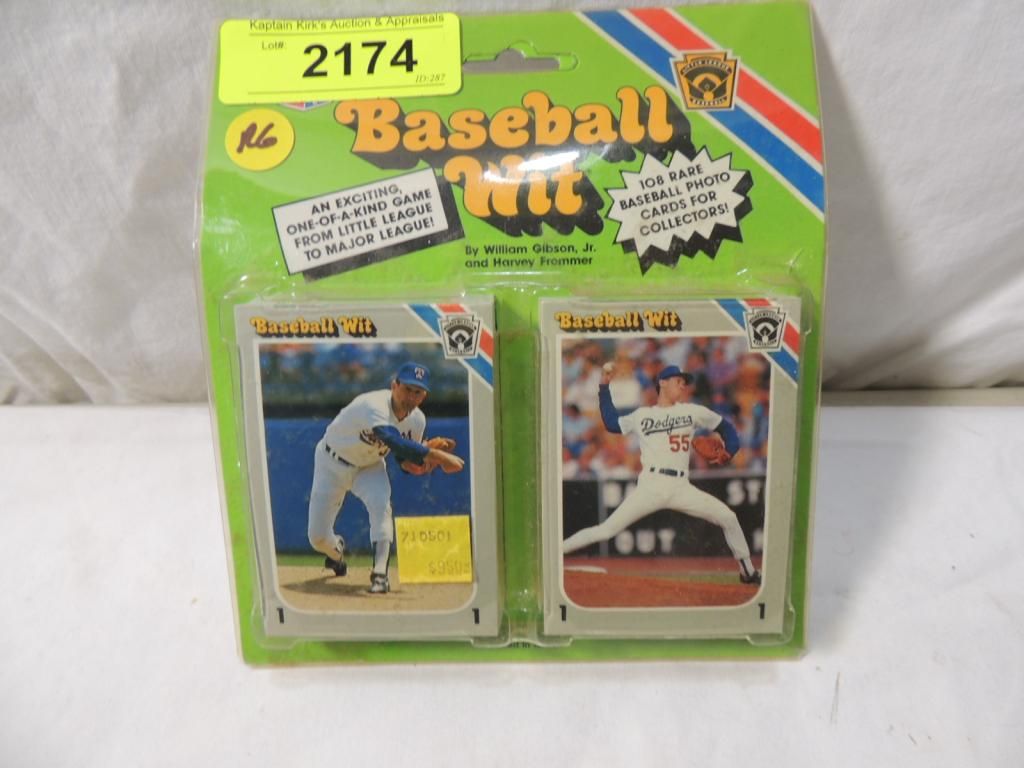 Kaptain Kirk's Auction & Appraisals
Lot#: 2174
ID:287
R6
Baseball
Wit
AN EXCITING,
ONE-OF-A-KIND GAME
FROM LITTLE LEAGUE
TO MAJOR LEAGUE!
108 RARE
BASEBALL PHOTO
CARDS FOR
COLLECTORS!
By William Gibson, Jr.
and Harvey Frommer
Baseball Wit
T
710501
1
1
Baseball Wit
Dodgers
55
ST
OUT
1
1